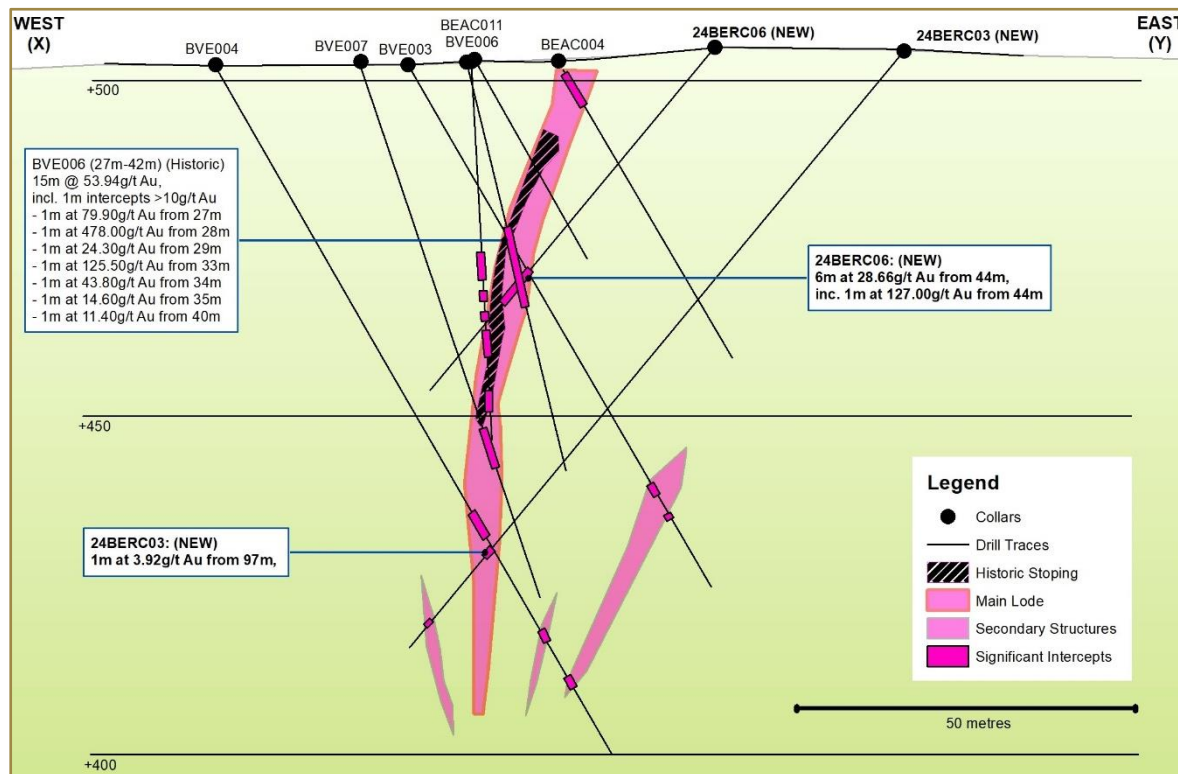 WEST
(X)
EAST
(Y)
BVE004
BVE007
BVE003
BEAC011
BVE006
BEAC004
24BERC06 (NEW)
24BERC03 (NEW)
+500
BVE006 (27m-42m) (Historic)
15m @ 53.94g/t Au,
incl. 1m intercepts >10g/t Au
- 1m at 79.90g/t Au from 27m
- 1m at 478.00g/t Au from 28m
- 1m at 24.30g/t Au from 29m
- 1m at 125.50g/t Au from 33m
- 1m at 43.80g/t Au from 34m
- 1m at 14.60g/t Au from 35m
- 1m at 11.40g/t Au from 40m
24BERC06: (NEW)
6m at 28.66g/t Au from 44m,
inc. 1m at 127.00g/t Au from 44m
+450
24BERC03: (NEW)
1m at 3.92g/t Au from 97m,
Legend
Collars
Drill Traces
Historic Stoping
Main Lode
Secondary Structures
Significant Intercepts
50 metres
+400